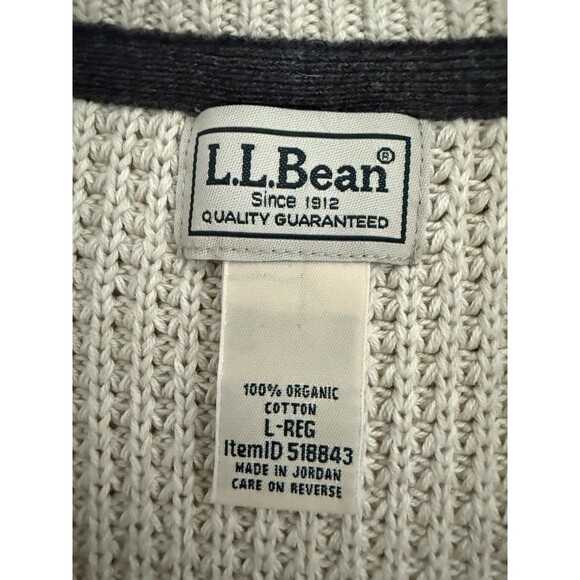 L.L.Bean®
Since 1912
QUALITY GUARANTEED
100% ORGANIC
COTTON
L-REG
ItemID 518843
MADE IN JORDAN
CARE ON REVERSE